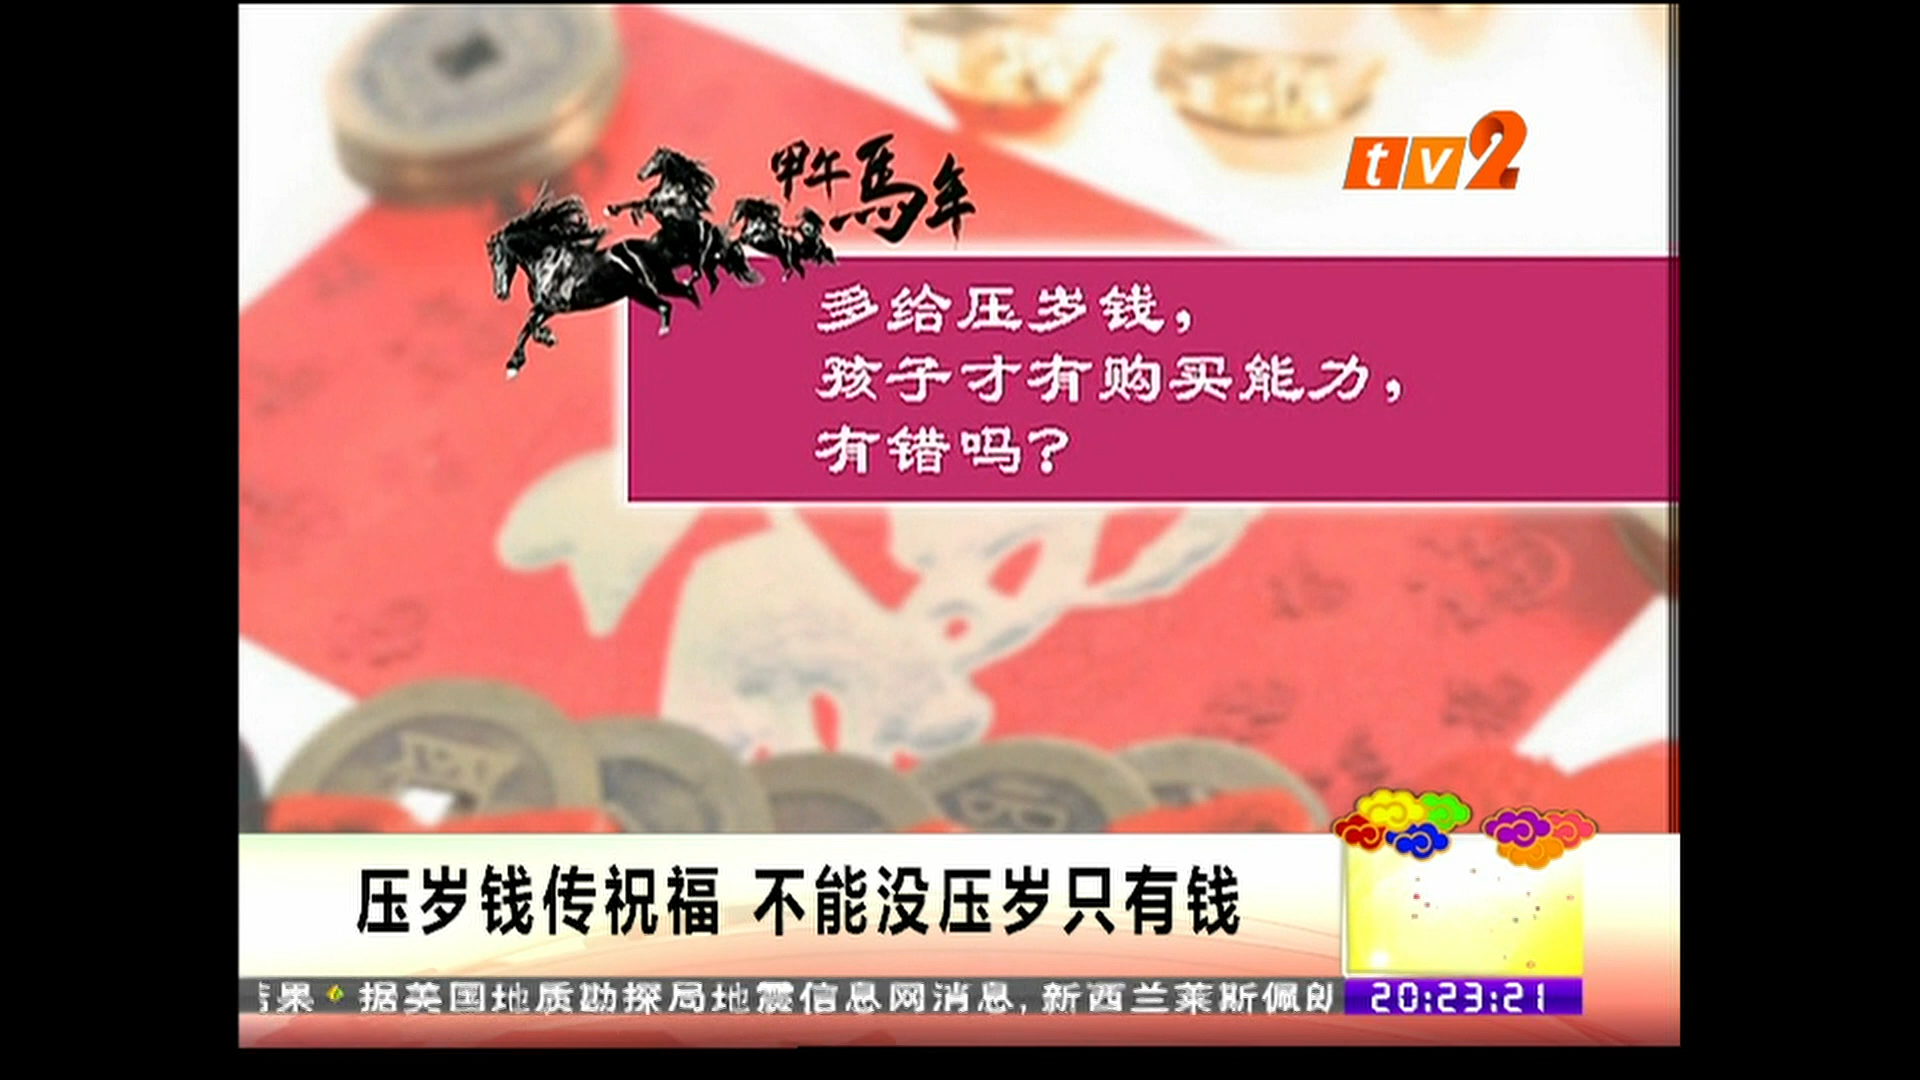 tv2
甲午馬年
多给压岁钱，
孩子才有购买能力，
有错吗？
压岁钱传祝福 不能没压岁只有钱
果 据美国地质勘探局地震信息网消息，新西兰莱斯佩朗
20:23:21